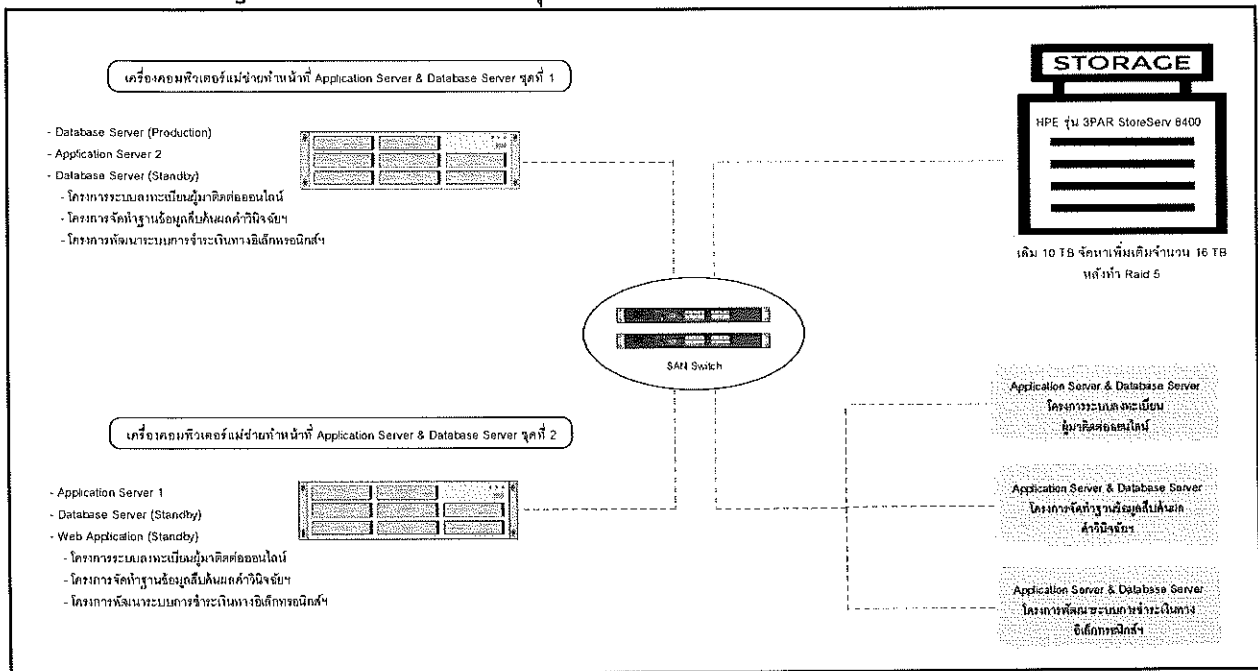 เครื่องคอมพิวเตอร์แม่ข่ายทำหน้าที่ Application Server & Database Server ชุดที่ 1
- Database Server (Production)
- Application Server 2
- Database Server (Standby)
- โครงการระบบลงทะเบียนผู้มาติดต่อออนไลน์
- โครงการจัดทำฐานข้อมูลสืบค้นผลคำวินิจฉัยฯ
- โครงการพัฒนาระบบการชำระเงินทางอิเล็กทรอนิกส์ฯ
STORAGE
HPE รุ่น 3PAR StoreServ 8400
เดิม 10 TB จัดหาเพิ่มเติมจำนวน 16 TB
หลังทำ Raid 5
SAN Switch
เครื่องคอมพิวเตอร์แม่ข่ายทำหน้าที่ Application Server & Database Server ชุดที่ 2
- Application Server 1
- Database Server (Standby)
- Web Application (Standby)
- โครงการระบบลงทะเบียนผู้มาติดต่อออนไลน์
- โครงการจัดทำฐานข้อมูลสืบค้นผลคำวินิจฉัยฯ
- โครงการพัฒนาระบบการชำระเงินทางอิเล็กทรอนิกส์ฯ
Application Server & Database Server
โครงการระบบลงทะเบียน
ผู้มาติดต่อออนไลน์
Application Server & Database Server
โครงการจัดทำฐานข้อมูลสืบค้นผล
คำวินิจฉัยฯ
Application Server & Database Server
โครงการพัฒนาระบบการชำระเงินทาง
อิเล็กทรอนิกส์ฯ